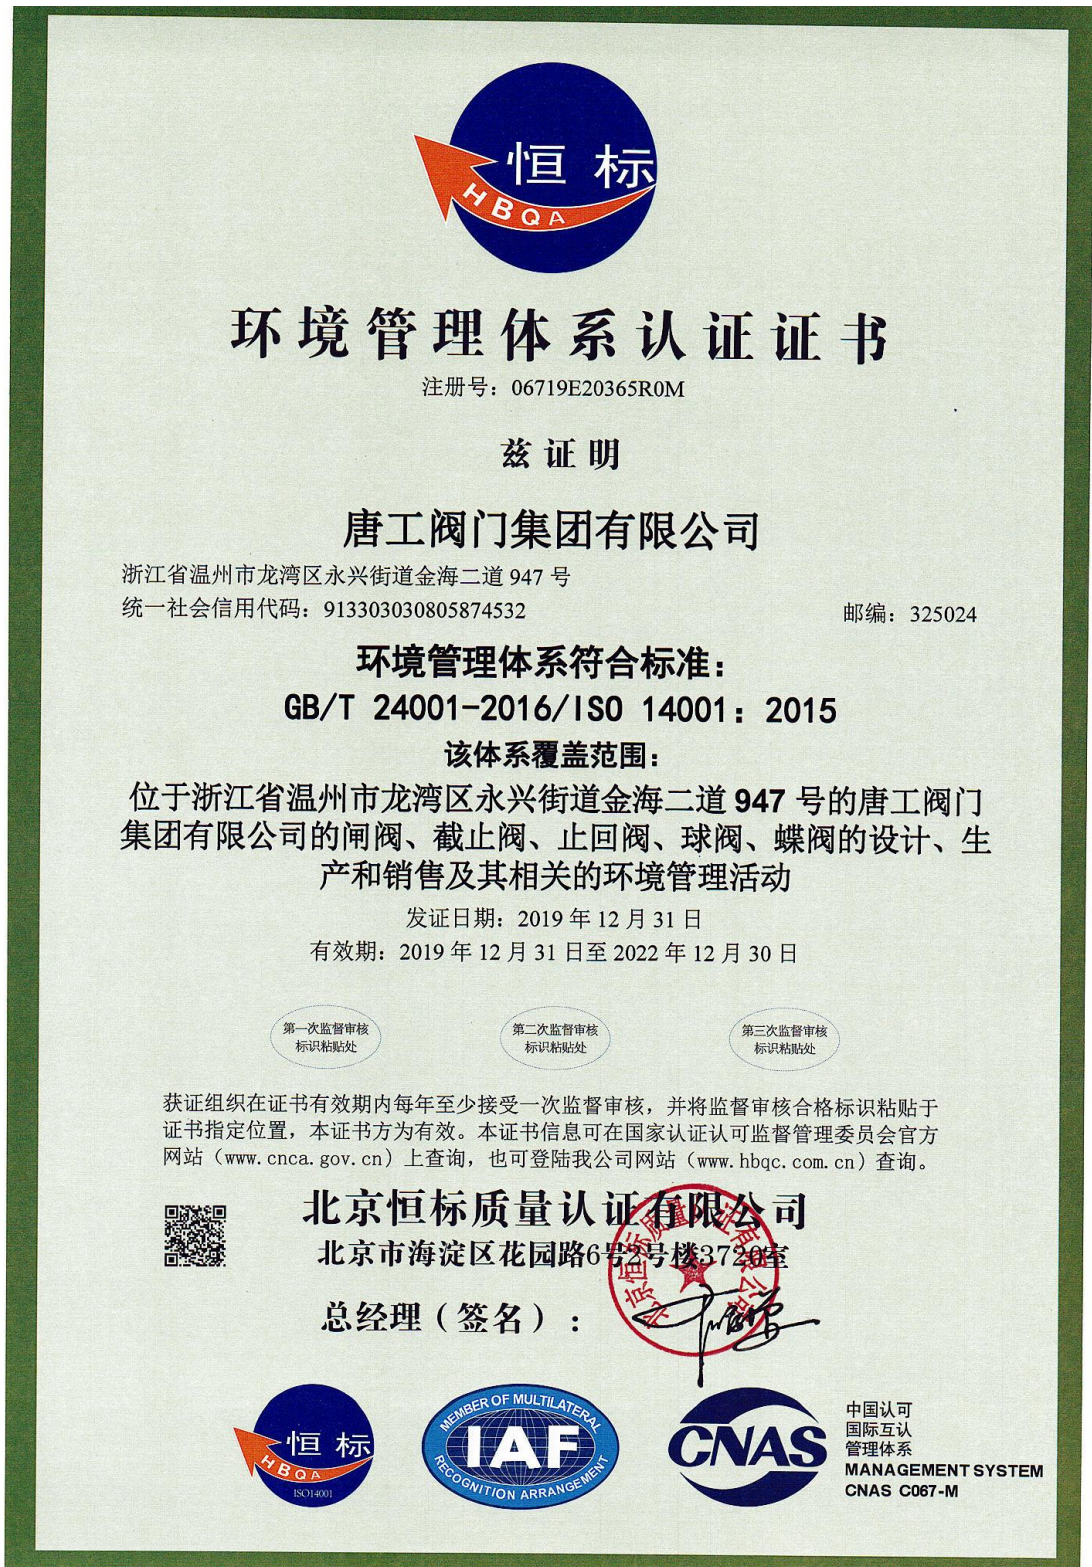 恒标
HBQA
环境管理体系认证证书
注册号：06719E20365R0M
兹证明
唐工阀门集团有限公司
浙江省温州市龙湾区永兴街道金海二道 947 号
统一社会信用代码：913303030805874532
邮编：325024
环境管理体系符合标准：
GB/T 24001-2016/ISO 14001：2015
该体系覆盖范围：
位于浙江省温州市龙湾区永兴街道金海二道 947 号的唐工阀门
集团有限公司的闸阀、截止阀、止回阀、球阀、蝶阀的设计、生
产和销售及其相关的环境管理活动
发证日期：2019 年 12 月 31 日
有效期：2019 年 12 月 31 日至 2022 年 12 月 30 日
第一次监督审核
标识粘贴处
第二次监督审核
标识粘贴处
第三次监督审核
标识粘贴处
获证组织在证书有效期内每年至少接受一次监督审核，并将监督审核合格标识粘贴于
证书指定位置，本证书方为有效。本证书信息可在国家认证认可监督管理委员会官方
网站（www.cnca.gov.cn）上查询，也可登陆我公司网站（www.hbqc.com.cn）查询。
北京恒标质量认证有限公司
北京市海淀区花园路6号2号楼3720室
总经理（签名）：
北京恒标质量认证有限公司
恒标
HBQA
ISO14001
MEMBER OF MULTILATERAL
IAF
RECOGNITION ARRANGEMENT
CNAS
中国认可
国际互认
管理体系
MANAGEMENT SYSTEM
CNAS C067-M